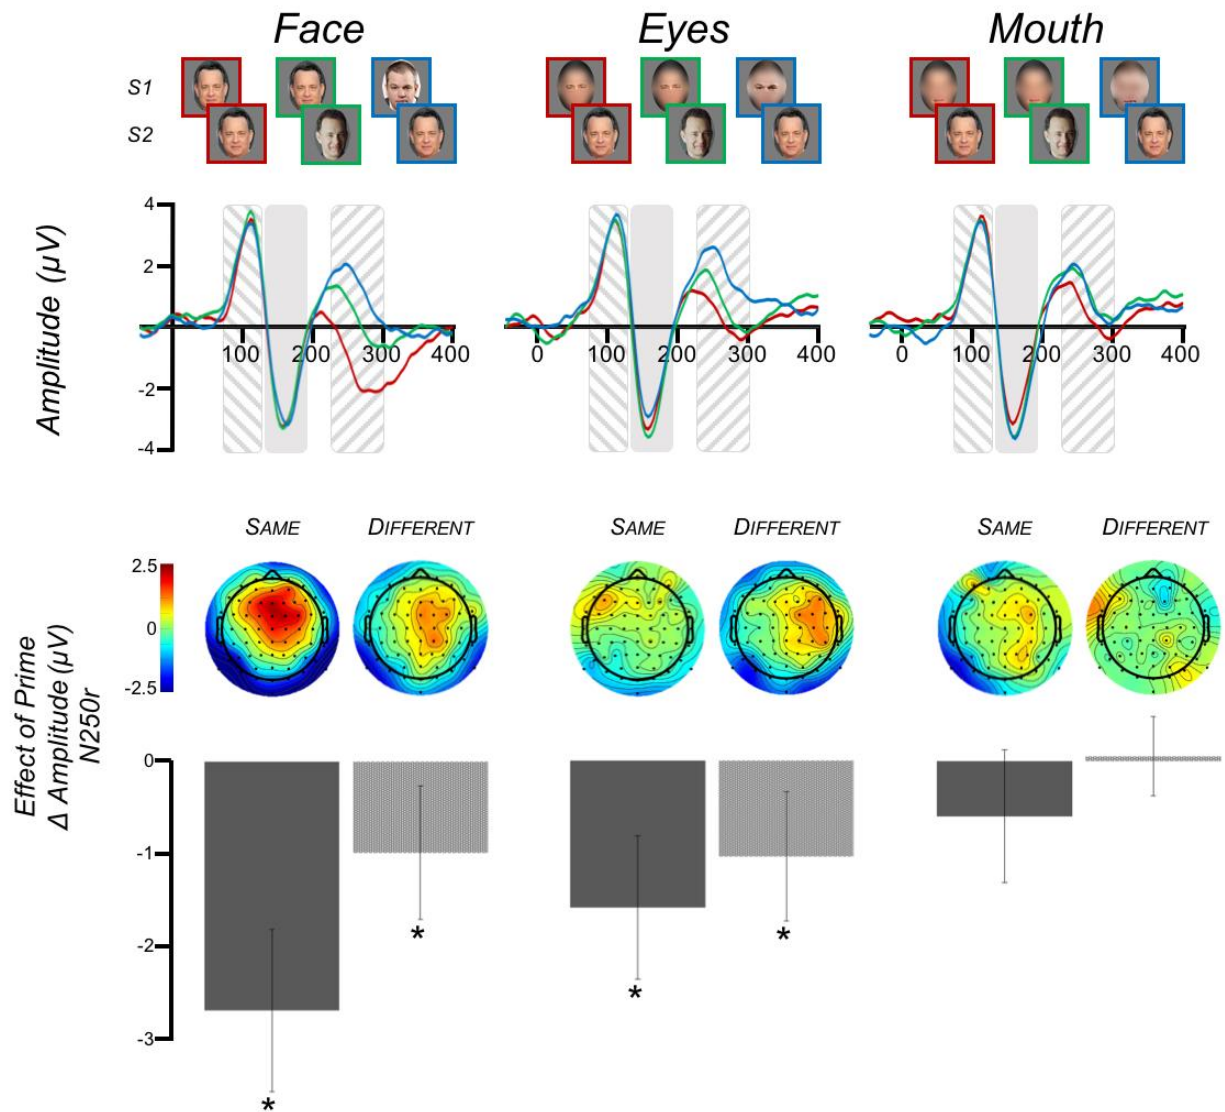 Face Eyes Mouth
S1
S2
Amplitude (μV)
4
2
-2
-4
100 200 300 400
0 100 200 300 400
0 100 200 300 400
SAME DIFFERENT SAME DIFFERENT SAME DIFFERENT
2.5
0
-2.5
Effect of Prime
Δ Amplitude (μV)
N250r
0
-1
-2
-3
*
*
*
*